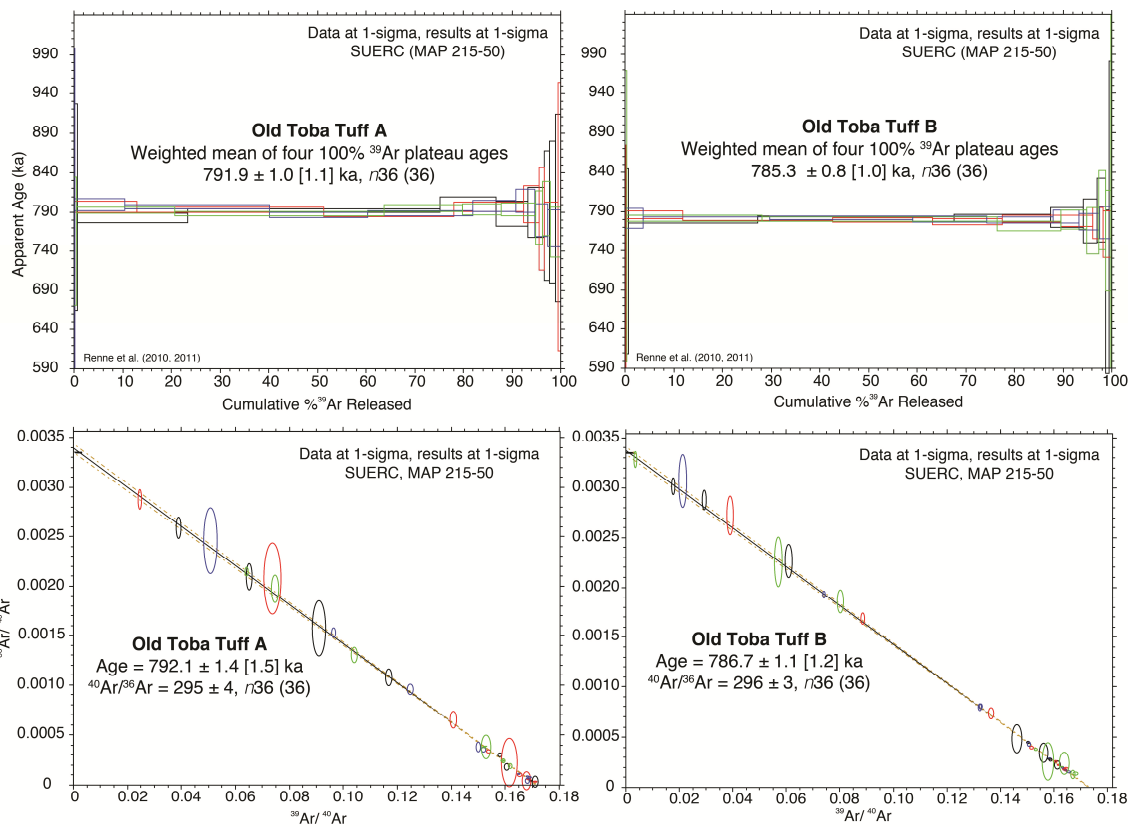 Data at 1-sigma, results at 1-sigma
SUERC (MAP 215-50)
Old Toba Tuff A
Weighted mean of four 100% ³⁹Ar plateau ages
791.9 ± 1.0 [1.1] ka, n36 (36)
Apparent Age (ka)
990
940
890
840
790
740
690
640
590
Renne et al. (2010, 2011)
0 10 20 30 40 50 60 70 80 90 100
Cumulative %³⁹Ar Released
Data at 1-sigma, results at 1-sigma
SUERC (MAP 215-50)
Old Toba Tuff B
Weighted mean of four 100% ³⁹Ar plateau ages
785.3 ± 0.8 [1.0] ka, n36 (36)
990
940
890
840
790
740
690
640
590
Renne et al. (2010, 2011)
0 10 20 30 40 50 60 70 80 90 100
Cumulative %³⁹Ar Released
Data at 1-sigma, results at 1-sigma
SUERC, MAP 215-50
Old Toba Tuff A
Age = 792.1 ± 1.4 [1.5] ka
⁴⁰Ar/³⁶Ar = 295 ± 4, n36 (36)
0.0035
0.0030
0.0025
0.0020
0.0015
0.0010
0.0005
0
0 0.02 0.04 0.06 0.08 0.10 0.12 0.14 0.16 0.18
³⁹Ar/ ⁴⁰Ar
Data at 1-sigma, results at 1-sigma
SUERC, MAP 215-50
Old Toba Tuff B
Age = 786.7 ± 1.1 [1.2] ka
⁴⁰Ar/³⁶Ar = 296 ± 3, n36 (36)
0.0035
0.0030
0.0025
0.0020
0.0015
0.0010
0.0005
0
0 0.02 0.04 0.06 0.08 0.10 0.12 0.14 0.16 0.18
³⁹Ar/ ⁴⁰Ar